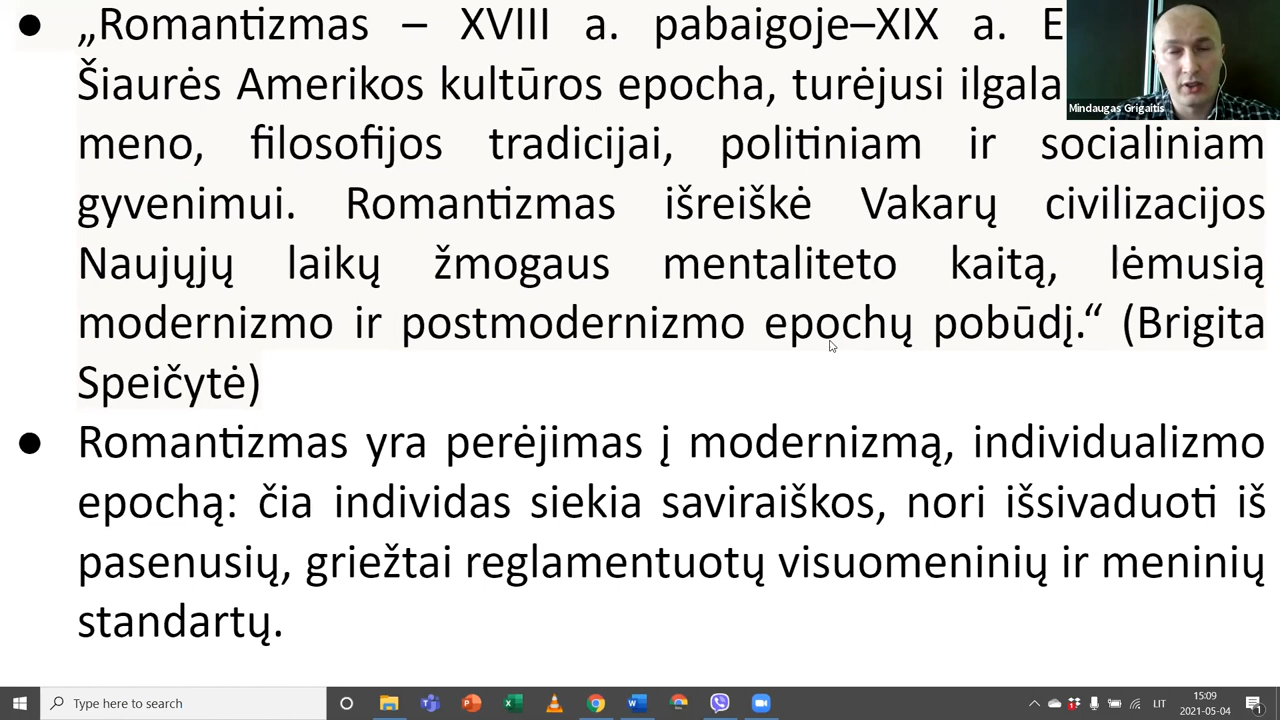 „Romantizmas – XVIII a. pabaigoje–XIX a.
Šiaurės Amerikos kultūros epocha, turėjusi
meno, filosofijos tradicijai, politiniam ir socialiniam
gyvenimui. Romantizmas išreiškė Vakarų civilizacijos
Naujųjų laikų žmogaus mentaliteto kaitą, lėmusią
modernizmo ir postmodernizmo epochų pobūdį.“ (Brigita
Speičytė)
Romantizmas yra perėjimas į modernizmą, individualizmo
epochą: čia individas siekia saviraiškos, nori išsivaduoti iš
pasenusių, griežtai reglamentuotų visuomeninių ir meninių
standartų.
Mindaugas Grigaitis
Type here to search
LIT
15:09
2021-05-04